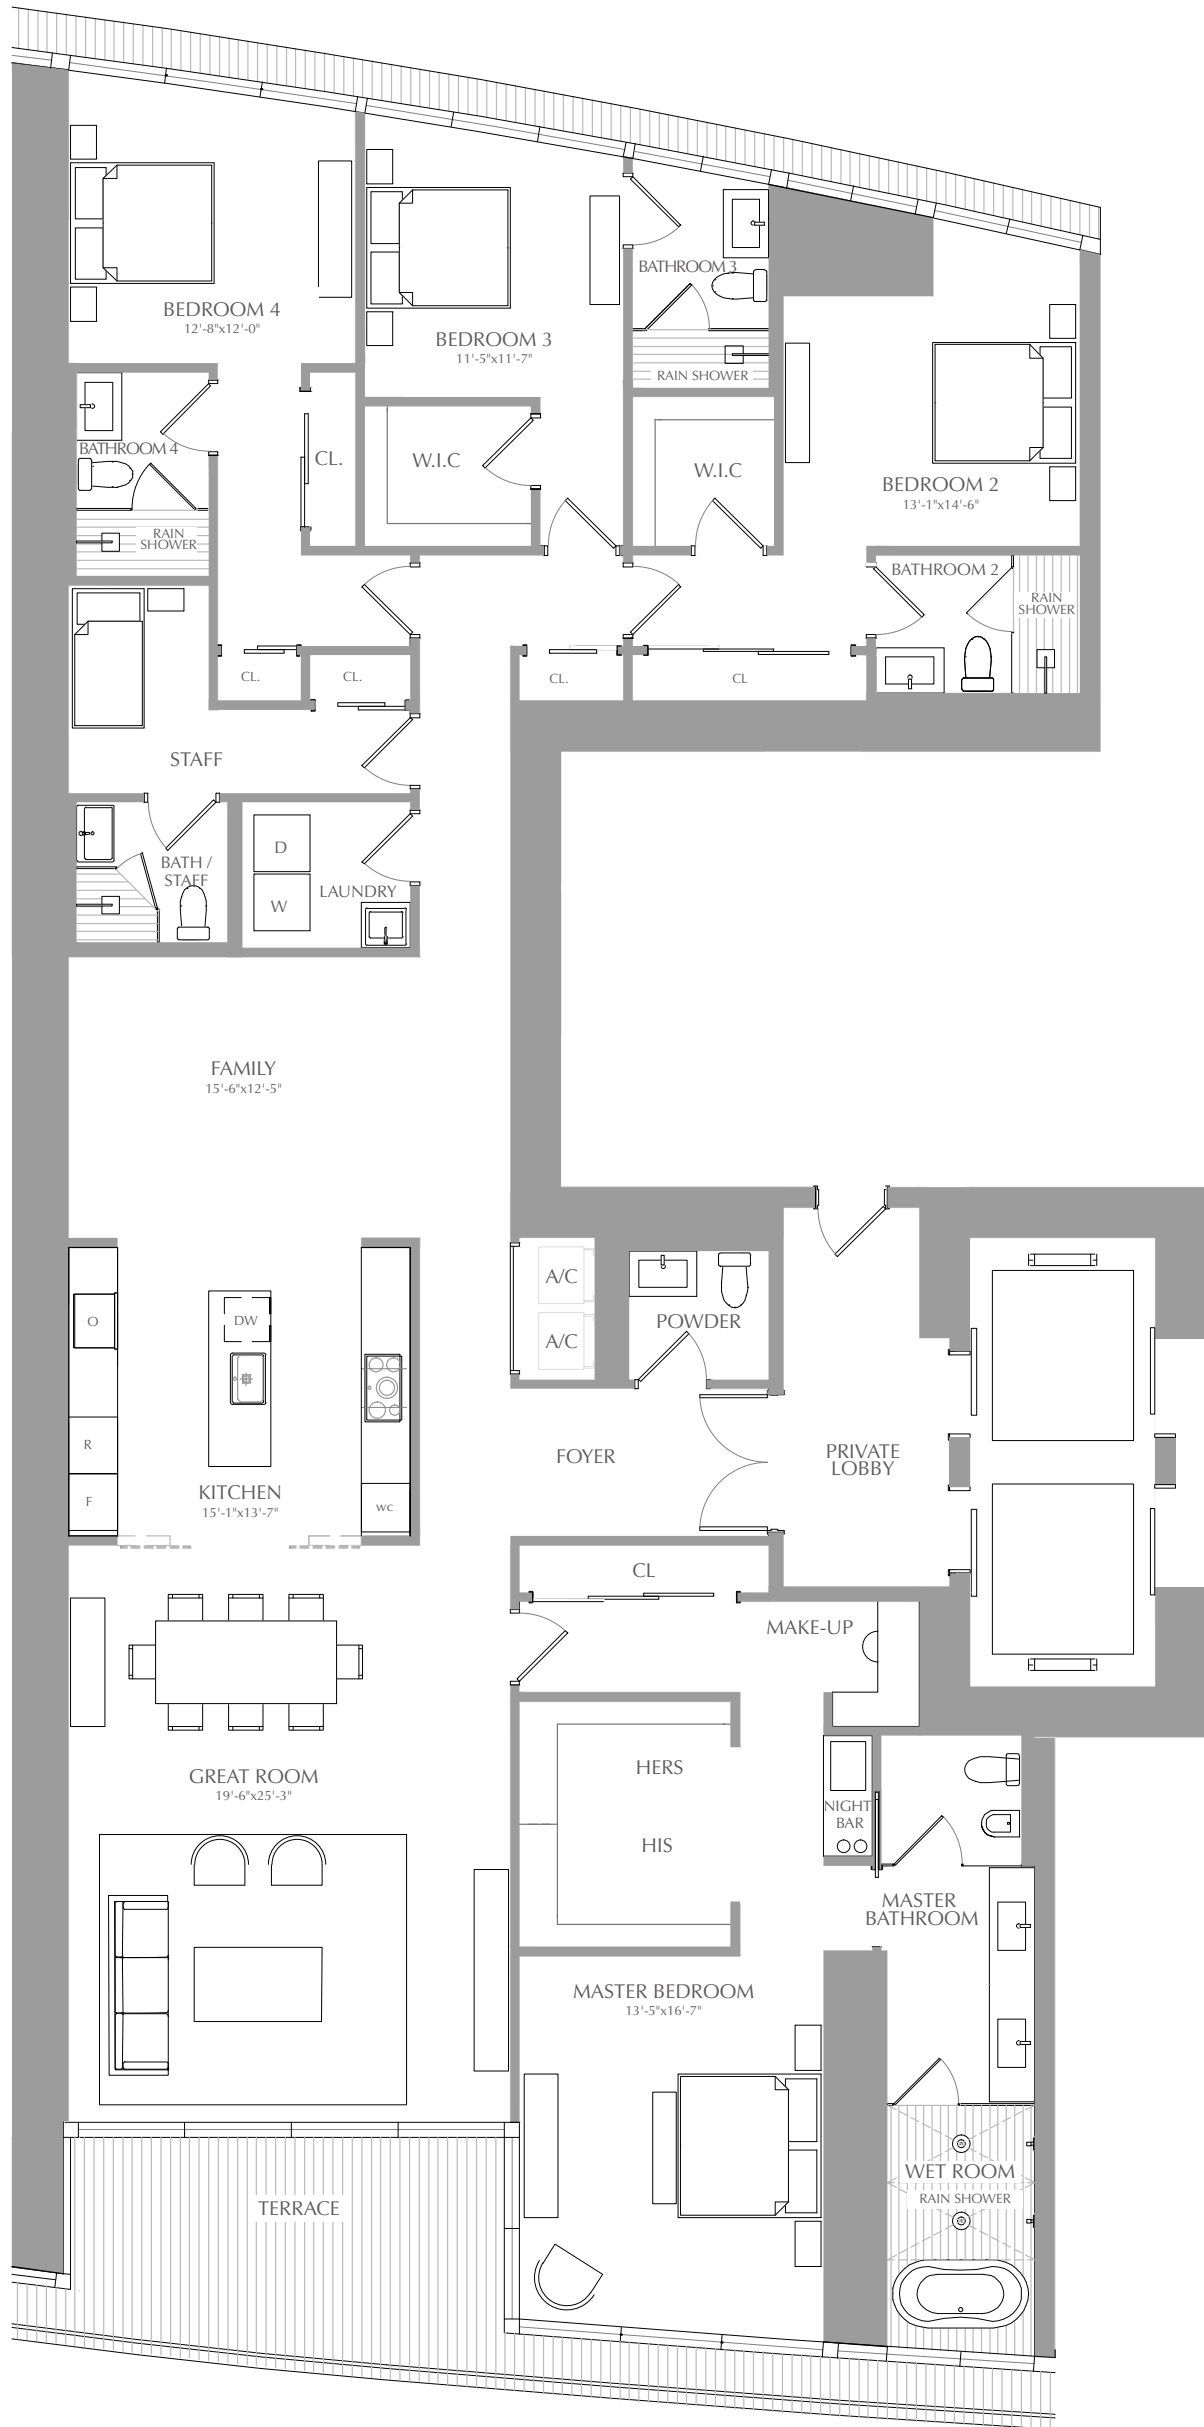 BEDROOM 4
12'-8"x12'-0"
BEDROOM 3
11'-5"x11'-7"
BATHROOM 3
RAIN SHOWER
BATHROOM 4
RAIN
SHOWER
CL.
W.I.C
W.I.C
BEDROOM 2
13'-1"x14'-6"
BATHROOM 2
RAIN
SHOWER
CL.
CL.
CL.
CL
STAFF
BATH /
STAFF
D
W
LAUNDRY
FAMILY
15'-6"x12'-5"
O
DW
R
F
KITCHEN
15'-1"x13'-7"
WC
A/C
A/C
POWDER
FOYER
PRIVATE
LOBBY
CL
MAKE-UP
GREAT ROOM
19'-6"x25'-3"
HERS
HIS
NIGHT
BAR
MASTER
BATHROOM
MASTER BEDROOM
13'-5"x16'-7"
WET ROOM
RAIN SHOWER
TERRACE